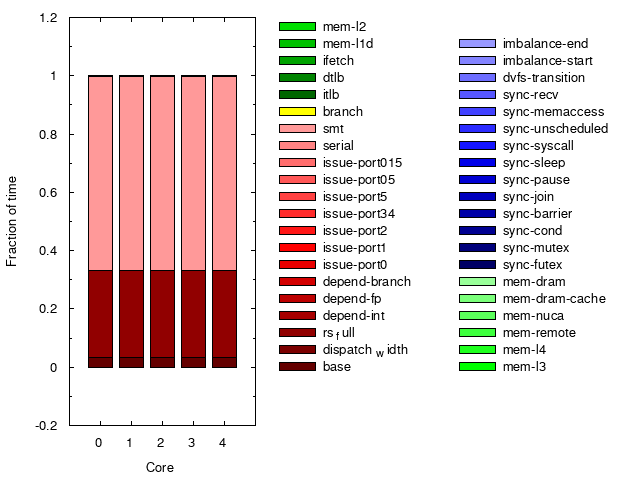 1.2
1
0.8
0.6
0.4
0.2
0
-0.2
Fraction of time
0 1 2 3 4
Core
mem-l2
mem-l1d
ifetch
dtlb
itlb
branch
smt
serial
issue-port015
issue-port05
issue-port5
issue-port34
issue-port2
issue-port1
issue-port0
depend-branch
depend-fp
depend-int
rsfull
dispatchwidth
base
imbalance-end
imbalance-start
dvfs-transition
sync-recv
sync-memaccess
sync-unscheduled
sync-syscall
sync-sleep
sync-pause
sync-join
sync-barrier
sync-cond
sync-mutex
sync-futex
mem-dram
mem-dram-cache
mem-nuca
mem-remote
mem-l4
mem-l3